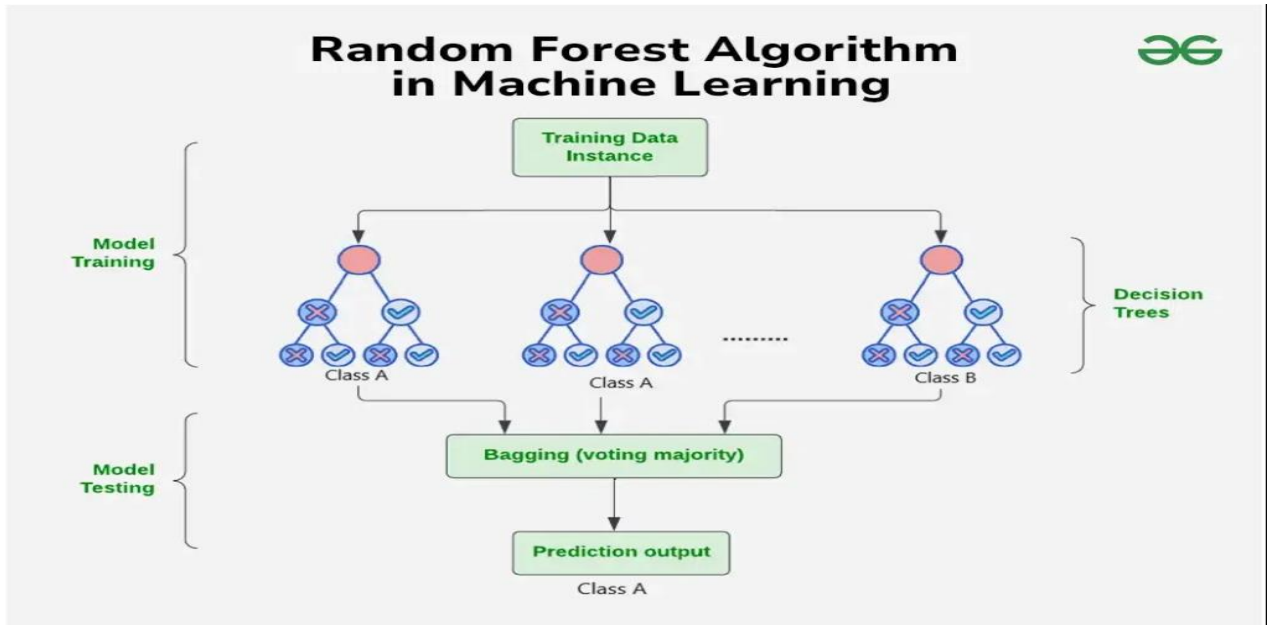 Random Forest Algorithm
in Machine Learning
Training Data
Instance
Model
Training
Decision
Trees
Class A
Class A
.........
Class B
Bagging (voting majority)
Model
Testing
Prediction output
Class A